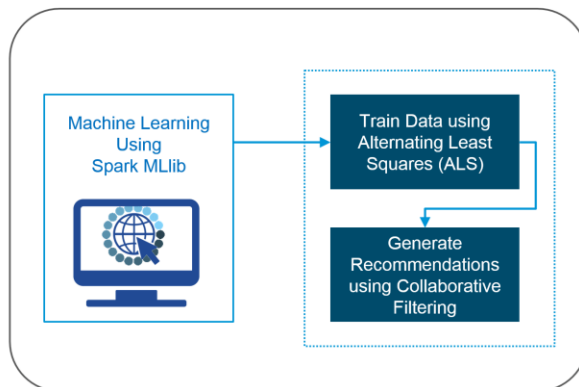 Machine Learning
Using
Spark MLlib
Train Data using
Alternating Least
Squares (ALS)
Generate
Recommendations
using Collaborative
Filtering